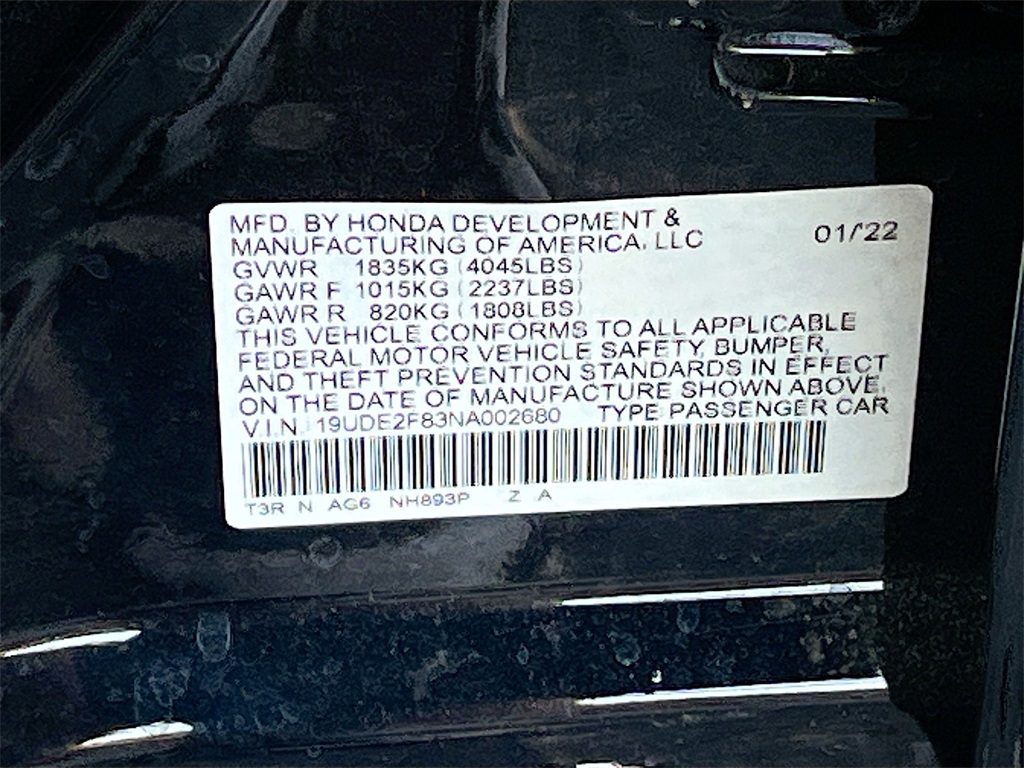 MFD. BY HONDA DEVELOPMENT &
MANUFACTURING OF AMERICA, LLC 01/'22
GVWR 1835KG (4045LBS)
GAWR F 1015KG (2237LBS)
GAWR R 820KG (1808LBS)
THIS VEHICLE CONFORMS TO ALL APPLICABLE
FEDERAL MOTOR VEHICLE SAFETY, BUMPER,
AND THEFT PREVENTION STANDARDS IN EFFECT
ON THE DATE OF MANUFACTURE SHOWN ABOVE.
V.I.N. 19UDE2F83NA002680 TYPE PASSENGER CAR
T3R N AG6 NH893P Z A